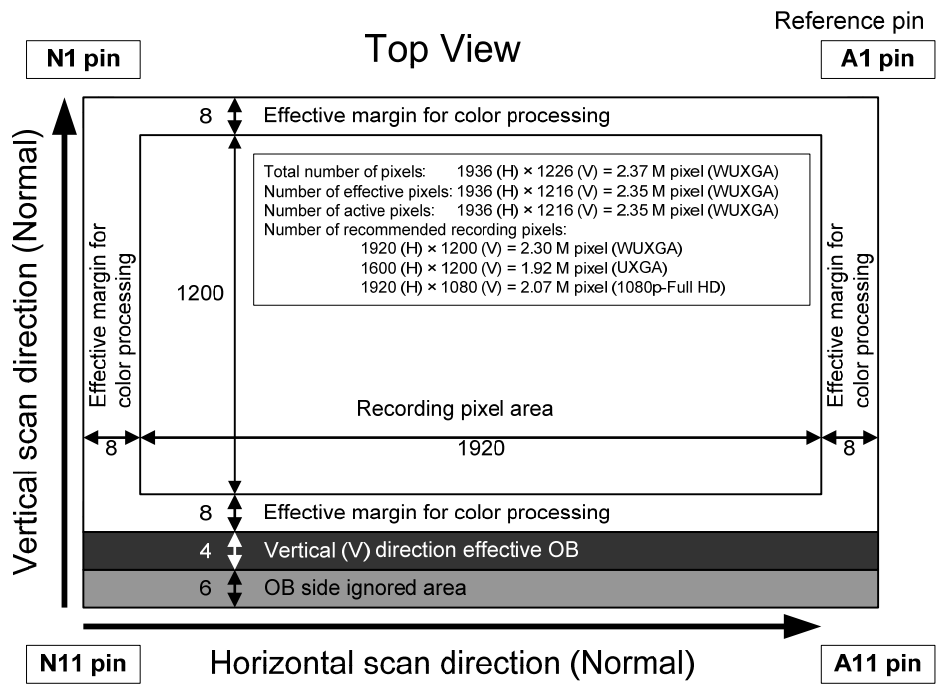 Reference pin
N1 pin
Top View
A1 pin
8
Effective margin for color processing
Total number of pixels: 1936 (H) × 1226 (V) = 2.37 M pixel (WUXGA)
Number of effective pixels: 1936 (H) × 1216 (V) = 2.35 M pixel (WUXGA)
Number of active pixels: 1936 (H) × 1216 (V) = 2.35 M pixel (WUXGA)
Number of recommended recording pixels:
1920 (H) × 1200 (V) = 2.30 M pixel (WUXGA)
1600 (H) × 1200 (V) = 1.92 M pixel (UXGA)
1920 (H) × 1080 (V) = 2.07 M pixel (1080p-Full HD)
Vertical scan direction (Normal)
Effective margin for
color processing
1200
Effective margin for
color processing
Recording pixel area
8
1920
8
8
Effective margin for color processing
4
Vertical (V) direction effective OB
6
OB side ignored area
N11 pin
Horizontal scan direction (Normal)
A11 pin